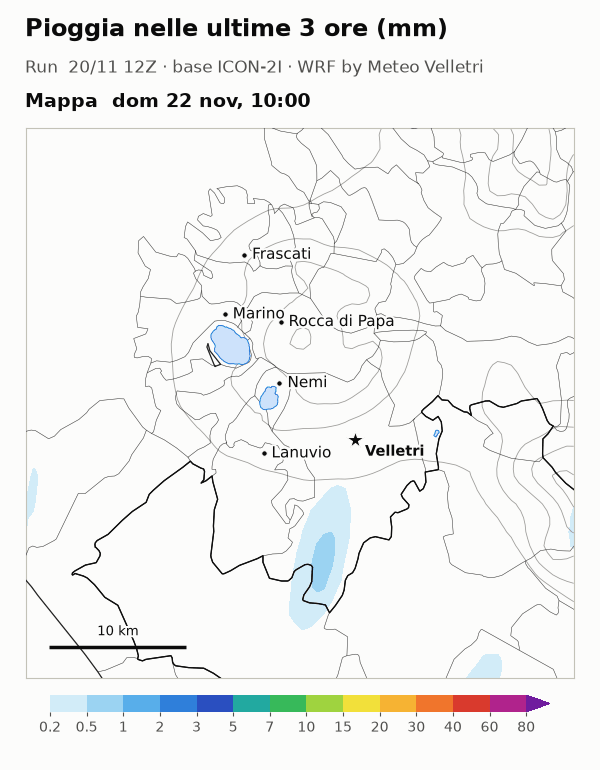 Pioggia nelle ultime 3 ore (mm)
Run  20/11 12Z · base ICON-2I · WRF by Meteo Velletri
Mappa  dom 22 nov, 10:00
Frascati
Marino
Rocca di Papa
Nemi
Velletri
Lanuvio
10 km
0.2 0.5 1 2 3 5 7 10 15 20 30 40 60 80